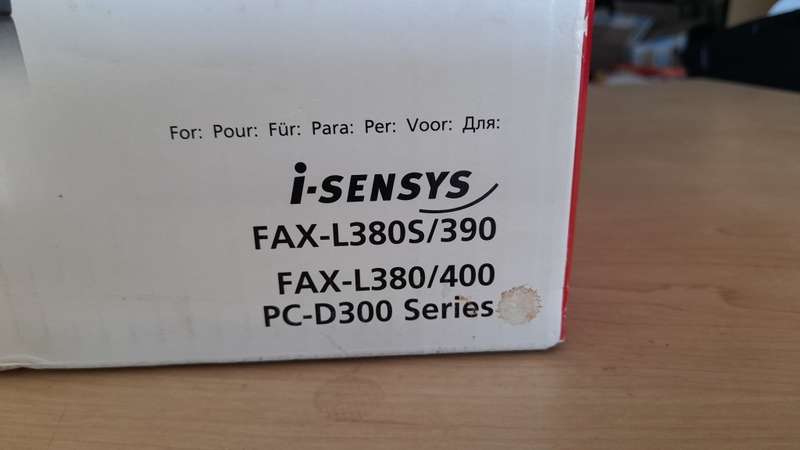 For: Pour: Für: Para: Per: Voor: Для:
i-SENSYS
FAX-L380S/390
FAX-L380/400
PC-D300 Series